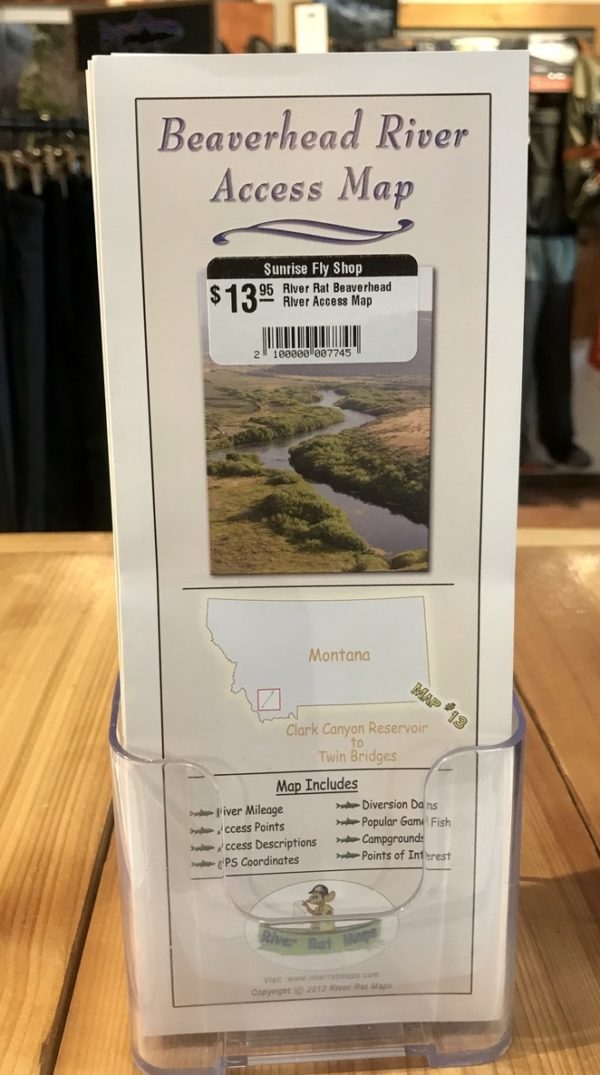 Beaverhead River
Access Map
Sunrise Fly Shop
$13 95 River Rat Beaverhead
River Access Map
2 100000 007745
Montana
MAP #13
Clark Canyon Reservoir
to
Twin Bridges
Map Includes
River Mileage
Access Points
Access Descriptions
GPS Coordinates
Diversion Dams
Popular Game Fish
Campgrounds
Points of Interest
River Rat Maps
Visit www.riverratmaps.com
Copyright © 2012 River Rat Maps